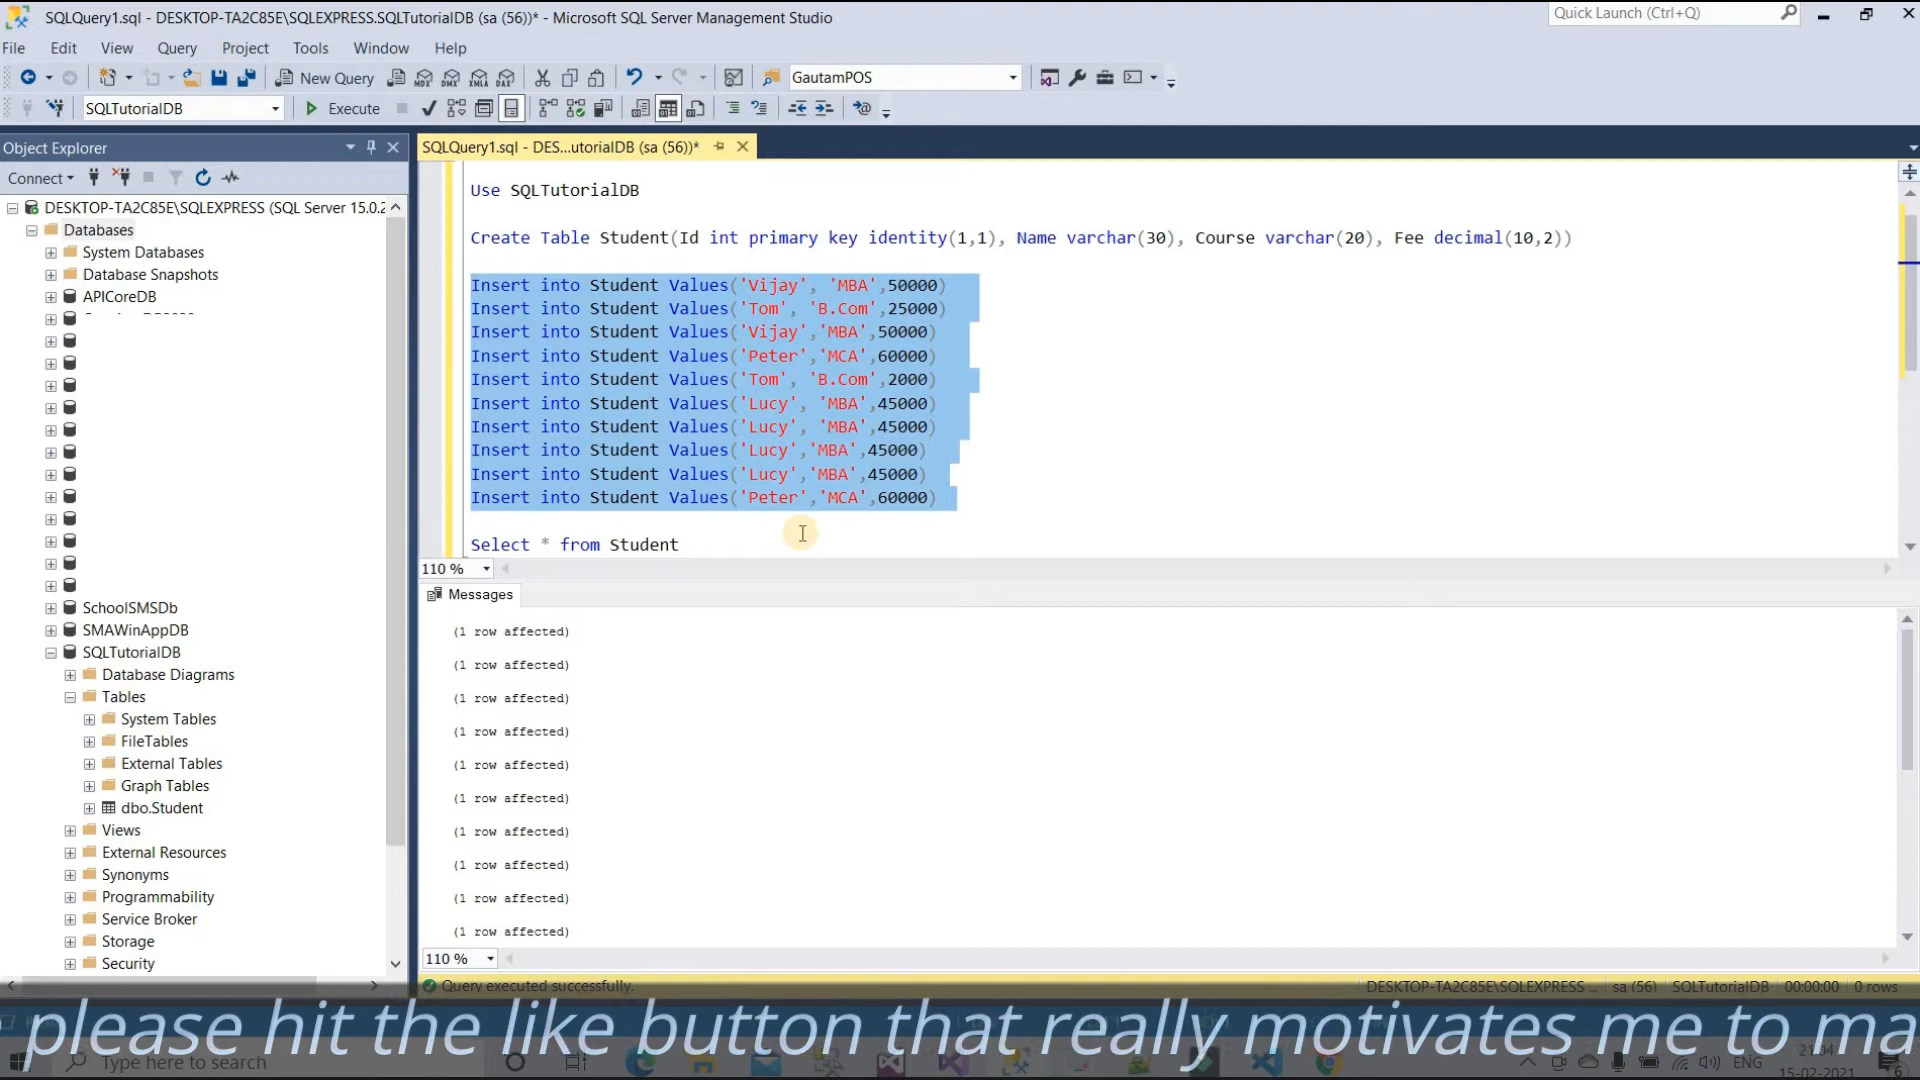 SQLQuery1.sql - DESKTOP-TA2C85E\SQLEXPRESS.SQLTutorialDB (sa (56))* - Microsoft SQL Server Management Studio
Quick Launch (Ctrl+Q)
File Edit View Query Project Tools Window Help
New Query
MDX DMX XMLA DAX
GautamPOS
SQLTutorialDB
Execute
Object Explorer
SQLQuery1.sql - DES...utorialDB (sa (56))*
Connect
DESKTOP-TA2C85E\SQLEXPRESS (SQL Server 15.0.2
Databases
System Databases
Database Snapshots
APICoreDB
SchoolSMSDb
SMAWinAppDB
SQLTutorialDB
Database Diagrams
Tables
System Tables
FileTables
External Tables
Graph Tables
dbo.Student
Views
External Resources
Synonyms
Programmability
Service Broker
Storage
Security
Use SQLTutorialDB
Create Table Student(Id int primary key identity(1,1), Name varchar(30), Course varchar(20), Fee decimal(10,2))
Insert into Student Values('Vijay', 'MBA',50000)
Insert into Student Values('Tom', 'B.Com',25000)
Insert into Student Values('Vijay','MBA',50000)
Insert into Student Values('Peter','MCA',60000)
Insert into Student Values('Tom', 'B.Com',2000)
Insert into Student Values('Lucy', 'MBA',45000)
Insert into Student Values('Lucy', 'MBA',45000)
Insert into Student Values('Lucy','MBA',45000)
Insert into Student Values('Lucy','MBA',45000)
Insert into Student Values('Peter','MCA',60000)
Select * from Student
110 %
Messages
(1 row affected)
(1 row affected)
(1 row affected)
(1 row affected)
(1 row affected)
(1 row affected)
(1 row affected)
(1 row affected)
(1 row affected)
(1 row affected)
110 %
Query executed successfully.
DESKTOP-TA2C85E\SQLEXPRESS ... sa (56) SQLTutorialDB 00:00:00 0 rows
please hit the like button that really motivates me to ma
Type here to search
ENG
21:04
15-02-2021
6